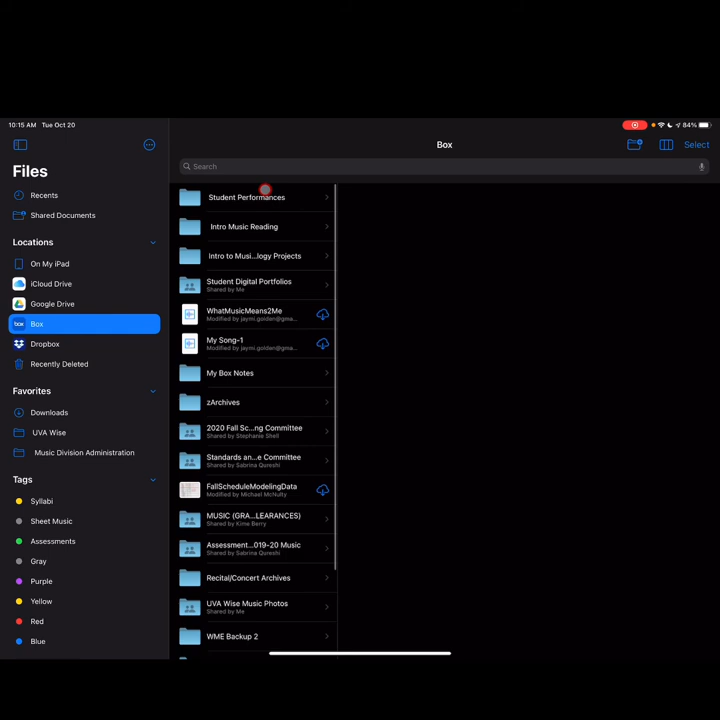 10:15 AM Tue Oct 20
84%
Files
Recents
Shared Documents
Locations
On My iPad
iCloud Drive
Google Drive
box Box
Dropbox
Recently Deleted
Favorites
Downloads
UVA Wise
Music Division Administration
Tags
Syllabi
Sheet Music
Assessments
Gray
Purple
Yellow
Red
Blue
Box
Select
Search
Student Performances
Intro Music Reading
Intro to Musi...logy Projects
Student Digital Portfolios
Shared by Me
WhatMusicMeans2Me
Modified by jaymi.golden@gma...
My Song-1
Modified by jaymi.golden@gma...
My Box Notes
zArchives
2020 Fall Sc...ng Committee
Shared by Stephanie Shell
Standards an...e Committee
Shared by Sabrina Qureshi
FallScheduleModelingData
Modified by Michael McNulty
MUSIC (GRA...LEARANCES)
Shared by Kime Berry
Assessment...019-20 Music
Shared by Sabrina Qureshi
Recital/Concert Archives
UVA Wise Music Photos
Shared by Me
WME Backup 2